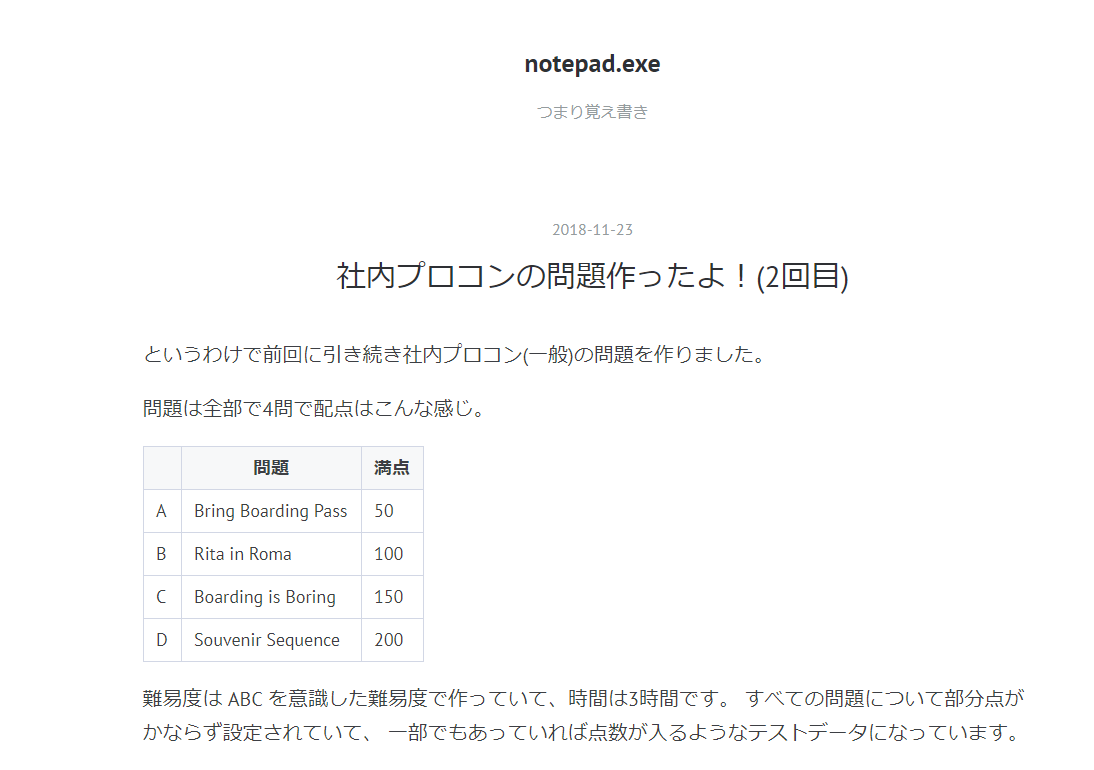 notepad.exe
つまり覚え書き
2018-11-23
社内プロコンの問題作ったよ！(2回目)
というわけで前回に引き続き社内プロコン(一般)の問題を作りました。
問題は全部で4問で配点はこんな感じ。
問題 満点
A Bring Boarding Pass 50
B Rita in Roma 100
C Boarding is Boring 150
D Souvenir Sequence 200
難易度は ABC を意識した難易度で作っていて、時間は3時間です。 すべての問題について部分点が
かならず設定されていて、 一部でもあっていれば点数が入るようなテストデータになっています。